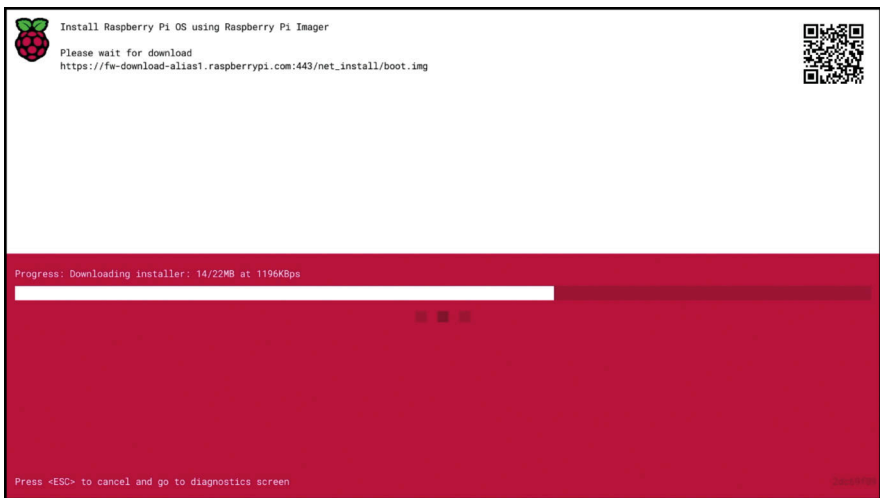 Install Raspberry Pi OS using Raspberry Pi Imager
Please wait for download
https://fw-download-alias1.raspberrypi.com:443/net_install/boot.img
Progress: Downloading installer: 14/22MB at 1196KBps
Press <ESC> to cancel and go to diagnostics screen